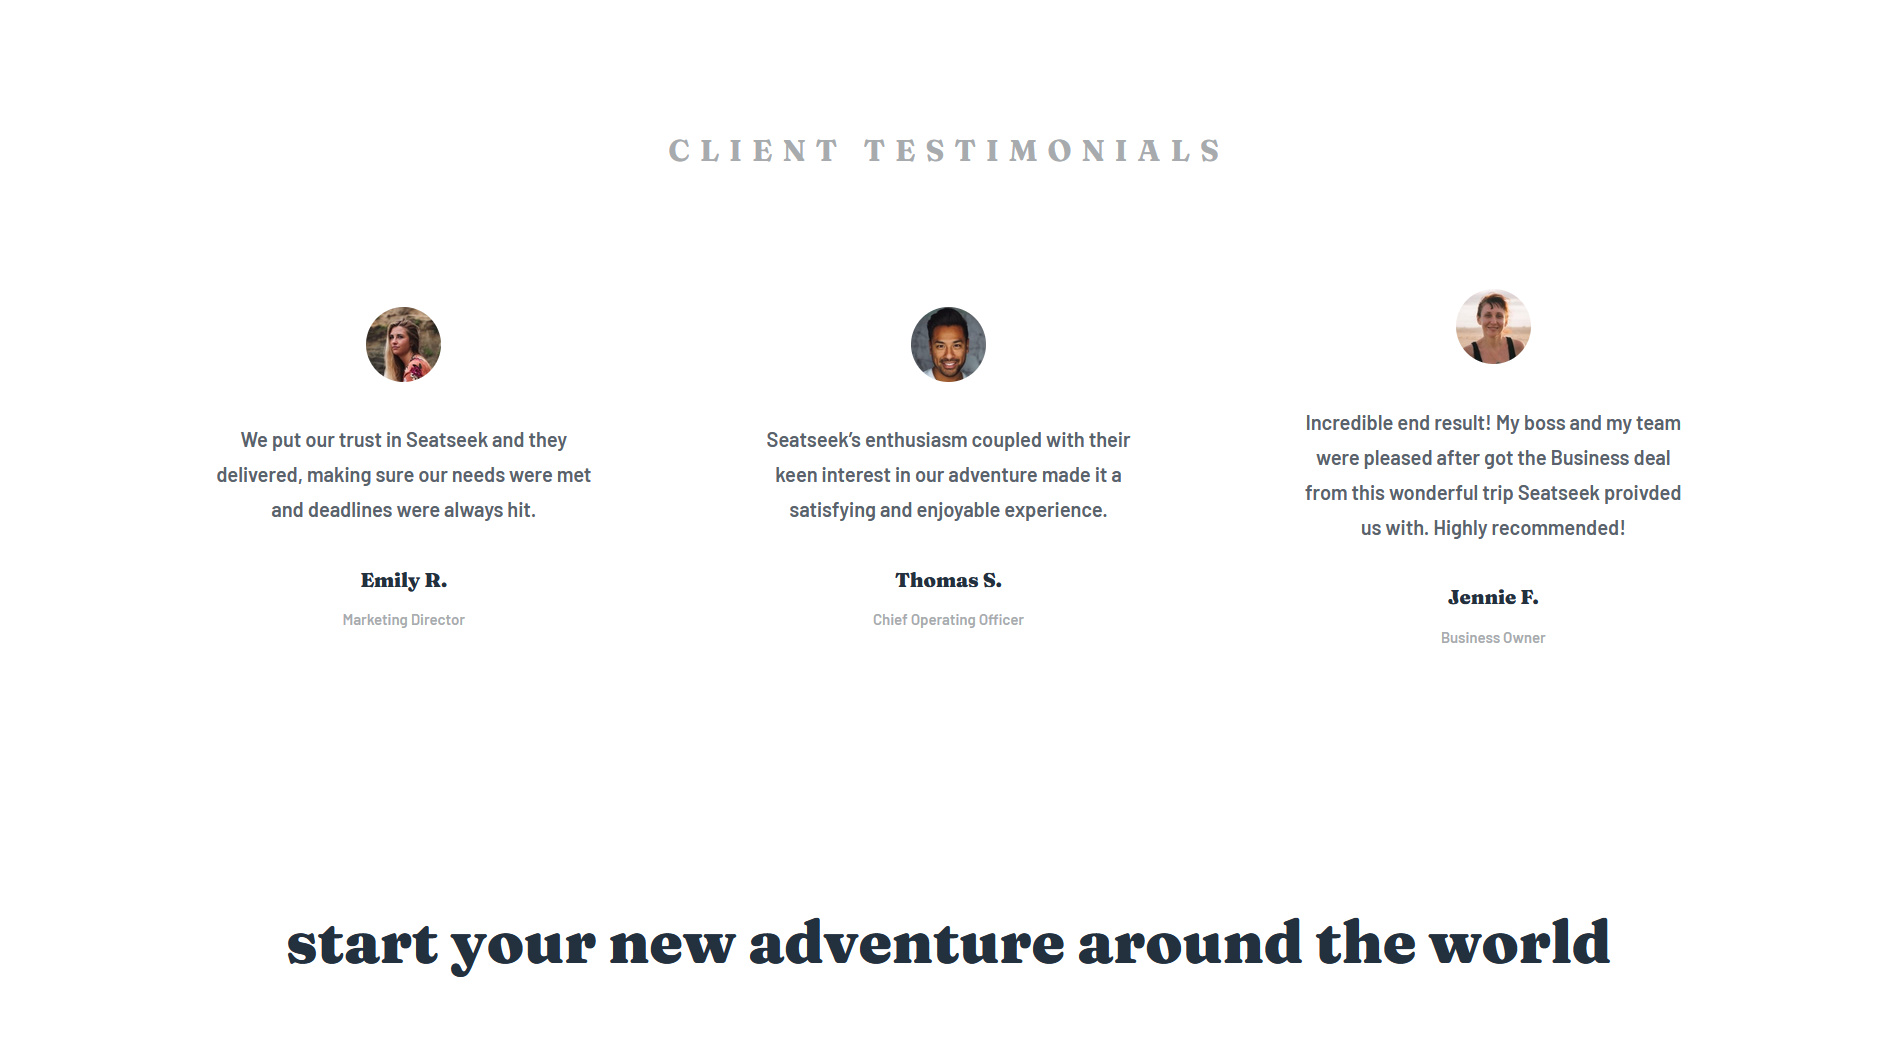 CLIENT TESTIMONIALS
We put our trust in Seatseek and they
delivered, making sure our needs were met
and deadlines were always hit.
Emily R.
Marketing Director
Seatseek’s enthusiasm coupled with their
keen interest in our adventure made it a
satisfying and enjoyable experience.
Thomas S.
Chief Operating Officer
Incredible end result! My boss and my team
were pleased after got the Business deal
from this wonderful trip Seatseek proivded
us with. Highly recommended!
Jennie F.
Business Owner
start your new adventure around the world